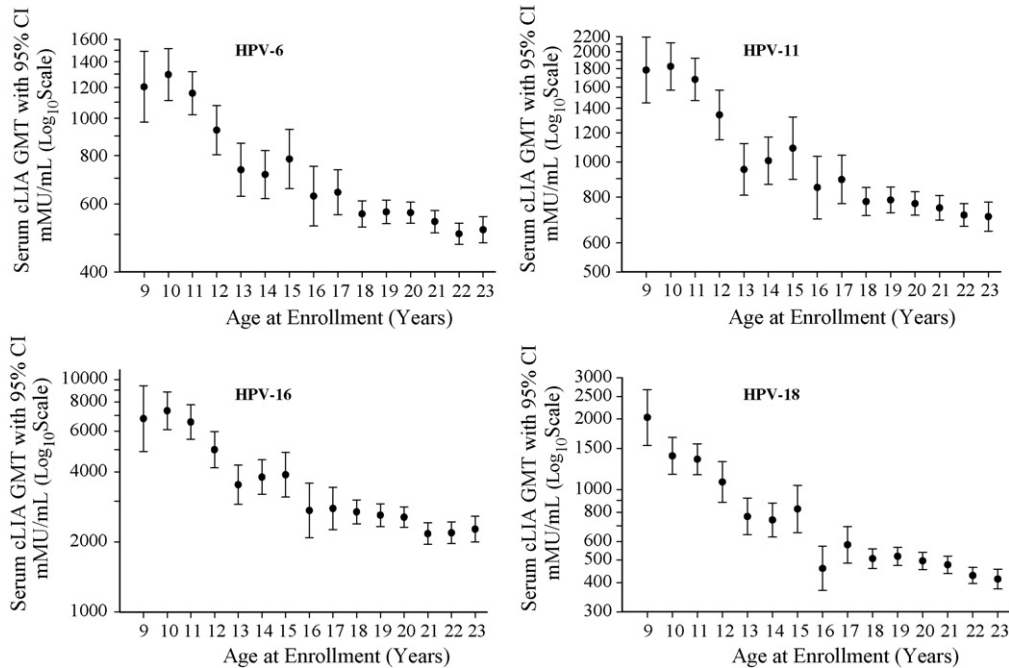 HPV-6
Serum cLIA GMT with 95% CI
mMU/mL (Log10Scale)
1600
1400
1200
1000
800
600
400
9 10 11 12 13 14 15 16 17 18 19 20 21 22 23
Age at Enrollment (Years)
HPV-11
Serum cLIA GMT with 95% CI
mMU/mL (Log10Scale)
2200
2000
1800
1600
1400
1200
1000
800
700
600
500
9 10 11 12 13 14 15 16 17 18 19 20 21 22 23
Age at Enrollment (Years)
HPV-16
Serum cLIA GMT with 95% CI
mMU/mL (Log10Scale)
10000
8000
6000
4000
2000
1000
9 10 11 12 13 14 15 16 17 18 19 20 21 22 23
Age at Enrollment (Years)
HPV-18
Serum cLIA GMT with 95% CI
mMU/mL (Log10Scale)
3000
2500
2000
1500
1000
800
700
600
500
400
300
9 10 11 12 13 14 15 16 17 18 19 20 21 22 23
Age at Enrollment (Years)